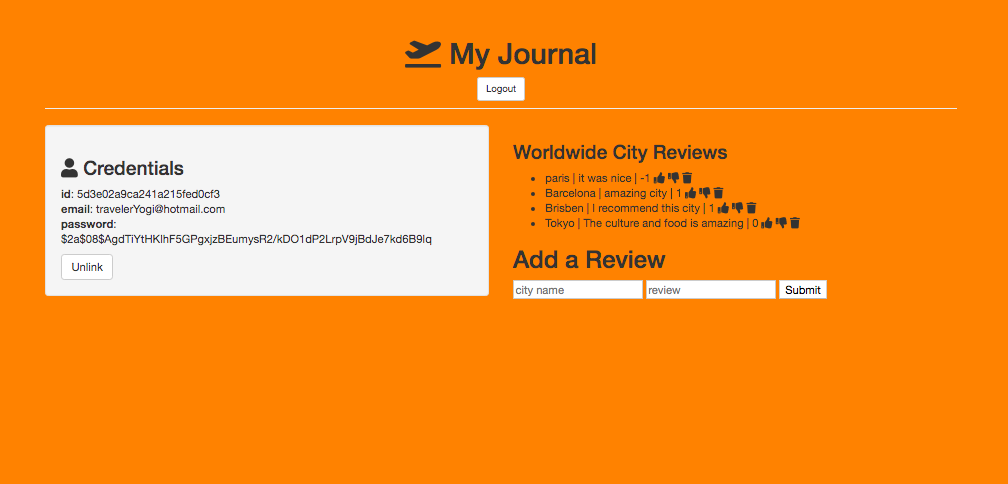 My Journal
Logout
Credentials
id: 5d3e02a9ca241a215fed0cf3
email: travelerYogi@hotmail.com
password:
$2a$08$AgdTiYtHKlhF5GPgxjzBEumysR2/kDO1dP2LrpV9jBdJe7kd6B9lq
Unlink
Worldwide City Reviews
paris | it was nice | -1
Barcelona | amazing city | 1
Brisben | I recommend this city | 1
Tokyo | The culture and food is amazing | 0
Add a Review
city name review Submit